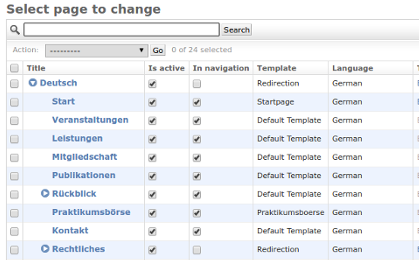 Select page to change
Search
Action: --------- Go 0 of 24 selected
Title Is active In navigation Template Language
Deutsch Redirection German
Start Startpage German
Veranstaltungen Default Template German
Leistungen Default Template German
Mitgliedschaft Default Template German
Publikationen Default Template German
Rückblick Default Template German
Praktikumsbörse Praktikumsboerse German
Kontakt Default Template German
Rechtliches Redirection German